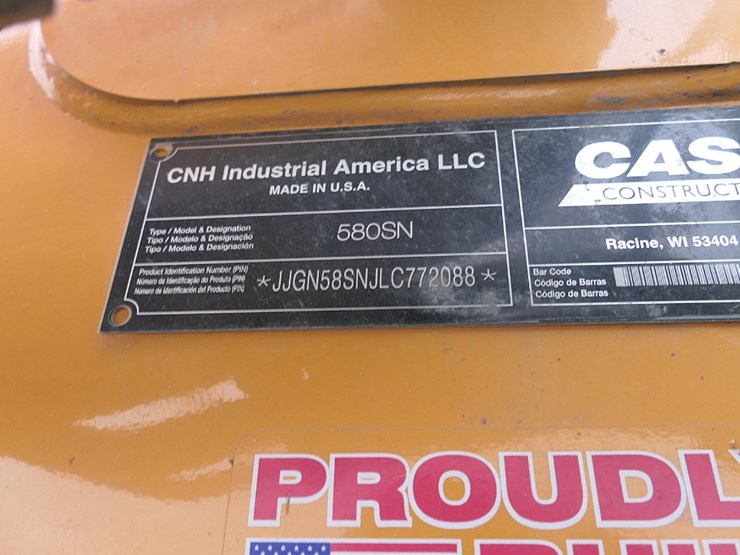 CNH Industrial America LLC
MADE IN U.S.A.
Type / Model & Designation
Tipo / Modelo & Designação
Tipo / Modelo & Designación
580SN
Product Identification Number (PIN)
Número de Identificação do Produto (PIN)
Número de Identificación del Producto (PIN)
*JJGN58SNJLC772088*
CAS
CONSTRUCT
Racine, WI 53404
Bar Code
Código de Barras
Código de Barras
PROUDL